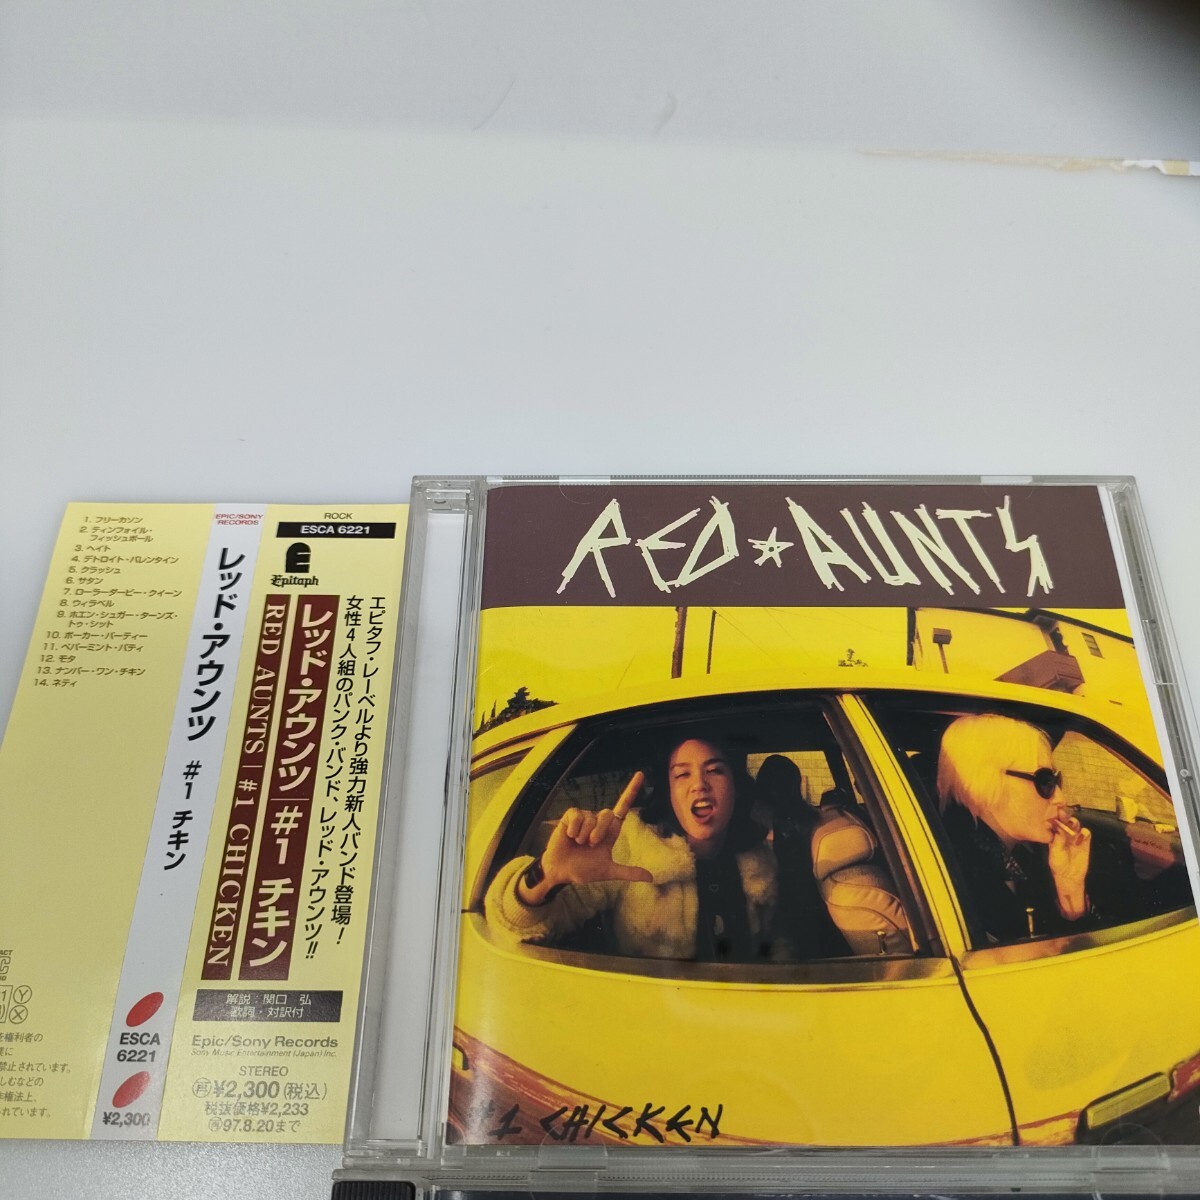 1. フリーカソン
2. ティンフォイル・
フィッシュボール
3. ヘイト
4. デトロイト・バレンタイン
5. クラッシュ
6. サタン
7. ローラーダービー・クイーン
8. ウィラベル
9. ホエン・シュガー・ターンズ・
トゥ・シット
10. ポーカー・パーティー
11. ペパーミント・パティ
12. モタ
13. ナンバー・ワン・チキン
14. ネティ
禁止されています。
EPIC/SONY
RECORDS
レッド・アウンツ #1 チキン
ESCA
6221
¥2,300
ROCK
ESCA 6221
Epitaph
エピタフ・レーベルより強力新人バンド登場!
女性4人組のパンク・バンド、レッド・アウンツ!!
レッド・アウンツ #1 チキン
RED AUNTS #1 CHICKEN
解説:関口 弘
歌詞・対訳付
Epic/Sony Records
Sony Music Entertainment (Japan) Inc.
STEREO
¥2,300(税込)
税抜価格¥2,233
97.8.20まで
RED★AUNTS
#1 CHICKEN